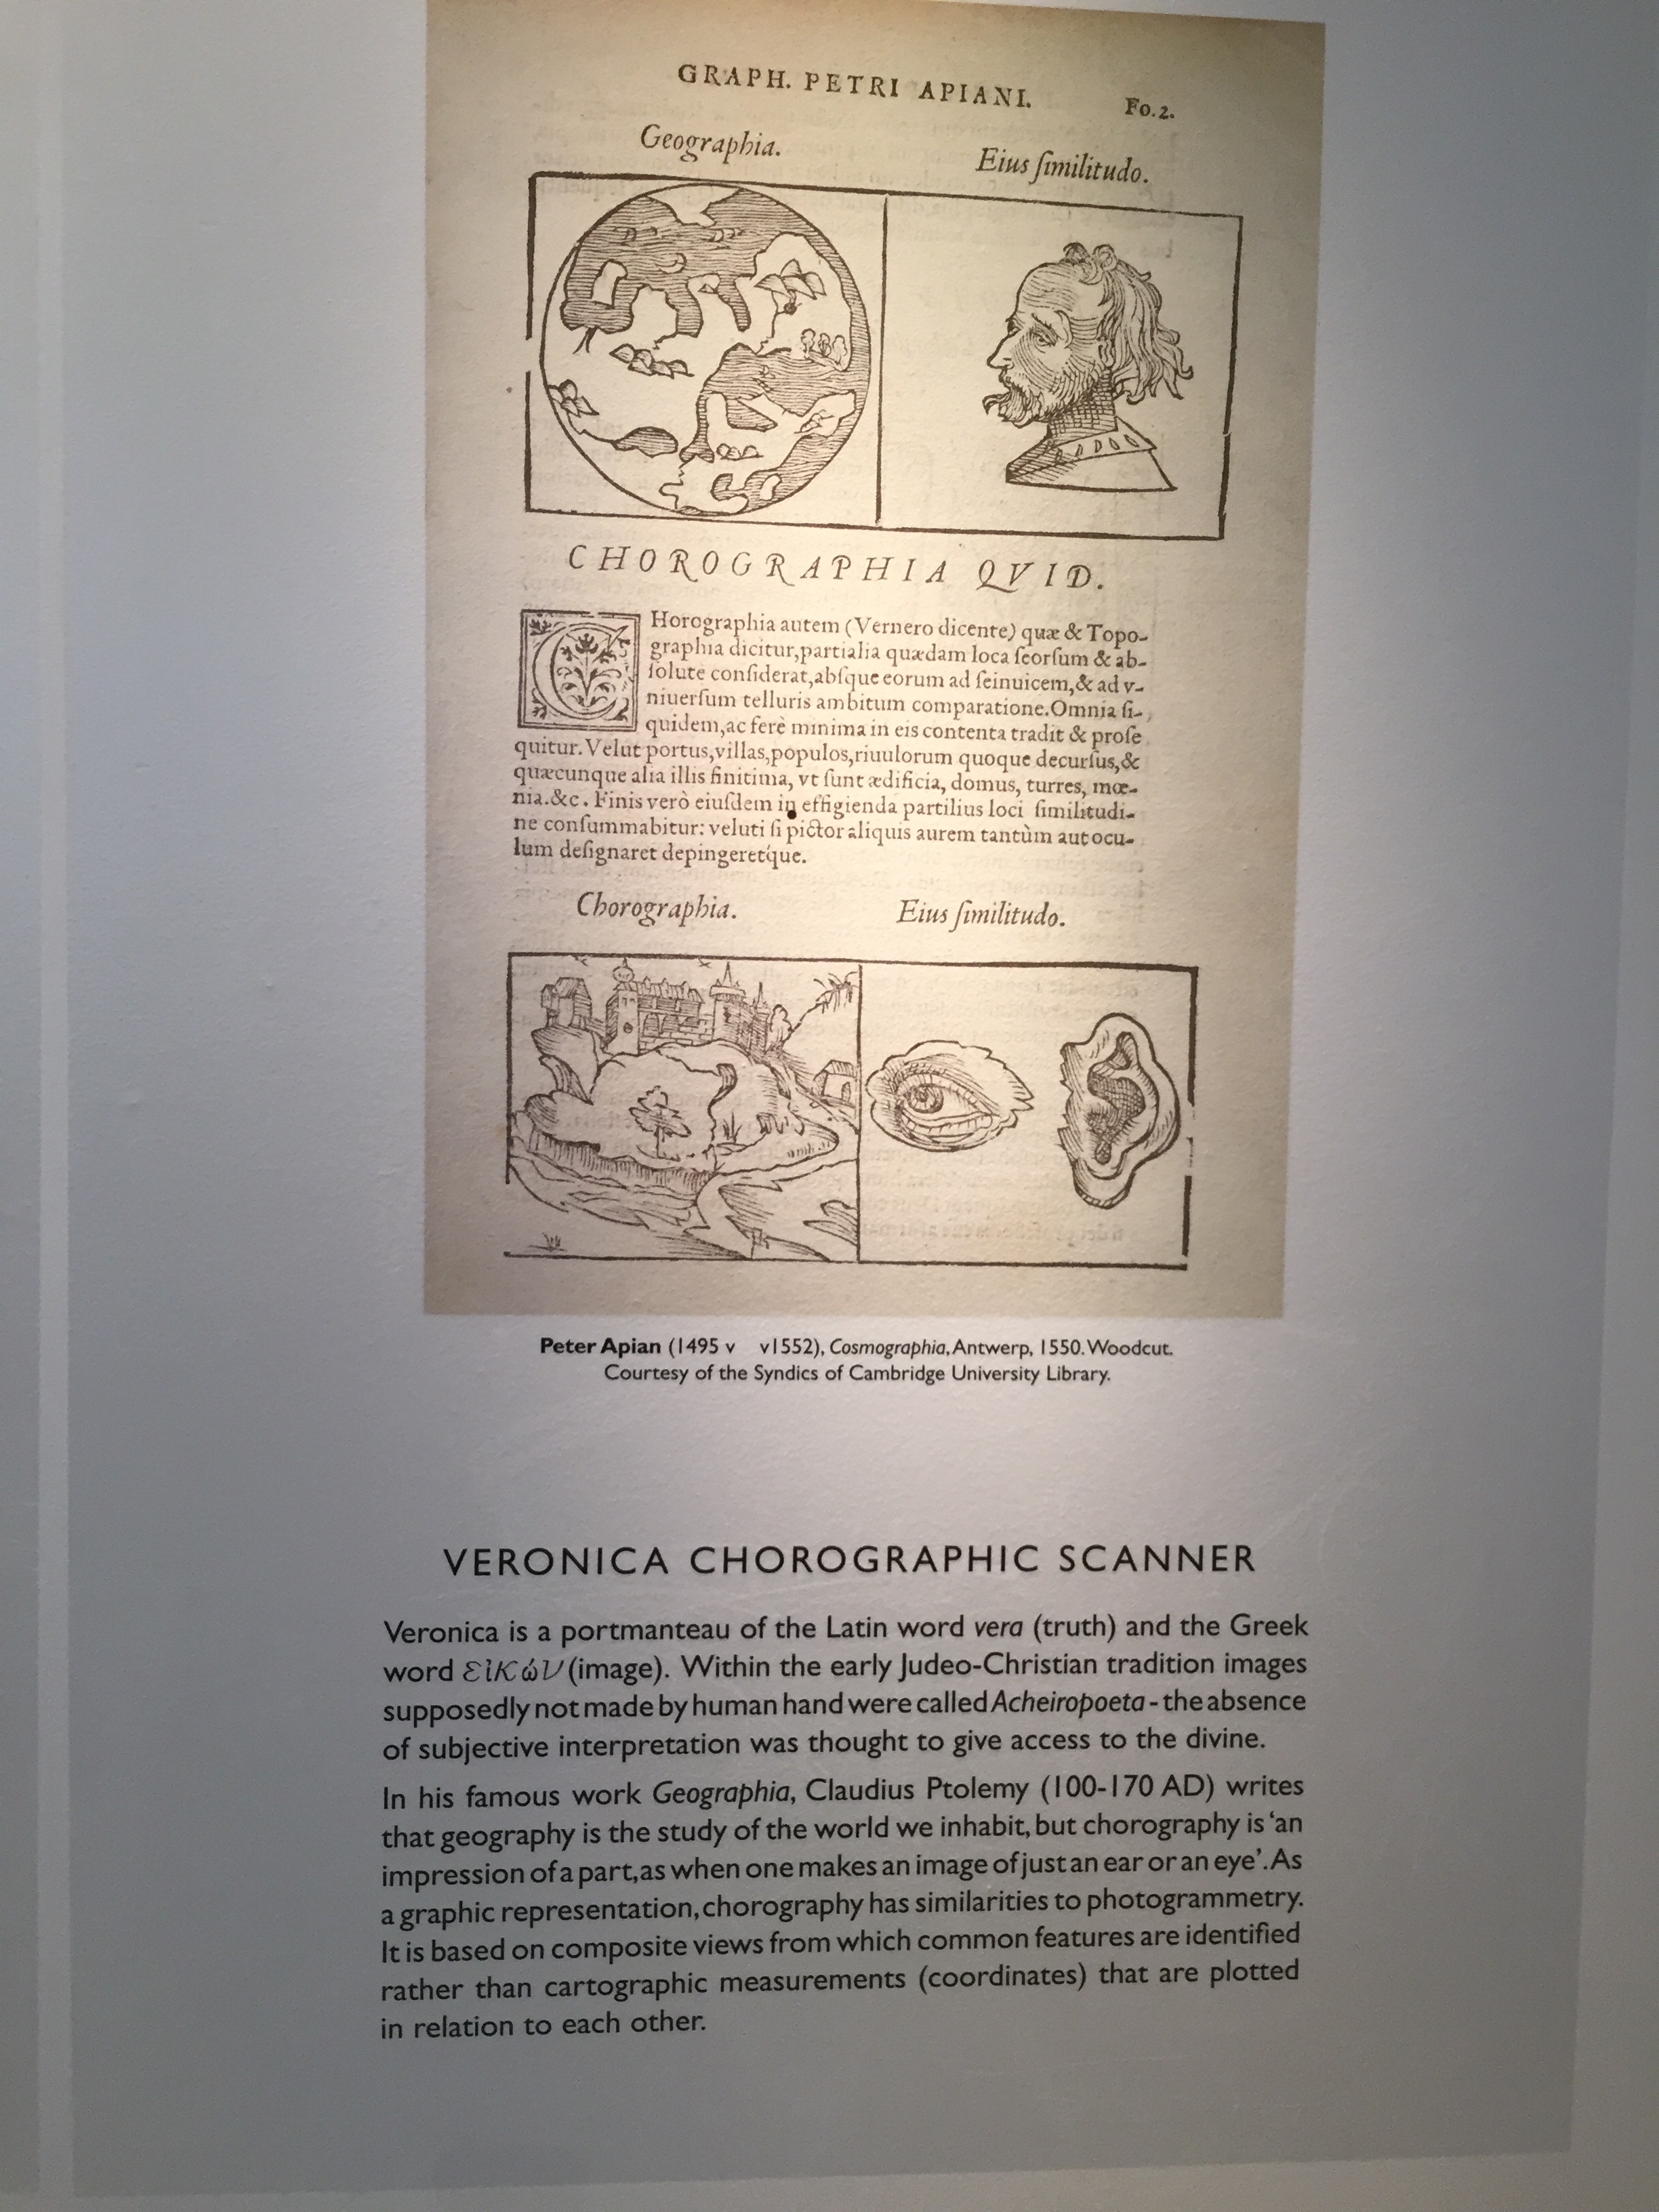 GRAPH. PETRI APIANI.
Fo.2.
Geographia.
Eius ſimilitudo.
CHOROGRAPHIA QVID.
CHorographia autem (Vernero dicente) quæ & Topo-
graphia dicitur,partialia quædam loca ſeorſum & ab-
ſolute conſiderat,abſque eorum ad ſeinuicem,& ad v-
niuerſum telluris ambitum comparatione.Omnia ſi-
quidem,ac ferè minima in eis contenta tradit & proſe
quitur.Velut portus,villas,populos,riuulorum quoque decurſus,&
quæcunque alia illis finitima, vt ſunt ædificia, domus, turres, mœ-
nia.&c. Finis verò eiuſdem in effigienda partilius loci ſimilitudi-
ne conſummabitur: veluti ſi pictor aliquis aurem tantùm aut ocu-
lum deſignaret depingeretq́ue.
Chorographia.
Eius ſimilitudo.
Peter Apian (1495 v v1552), Cosmographia, Antwerp, 1550. Woodcut.
Courtesy of the Syndics of Cambridge University Library.
VERONICA CHOROGRAPHIC SCANNER
Veronica is a portmanteau of the Latin word vera (truth) and the Greek
word εἰκών (image). Within the early Judeo-Christian tradition images
supposedly not made by human hand were called Acheiropoeta - the absence
of subjective interpretation was thought to give access to the divine.
In his famous work Geographia, Claudius Ptolemy (100-170 AD) writes
that geography is the study of the world we inhabit, but chorography is ‘an
impression of a part, as when one makes an image of just an ear or an eye’. As
a graphic representation, chorography has similarities to photogrammetry.
It is based on composite views from which common features are identified
rather than cartographic measurements (coordinates) that are plotted
in relation to each other.